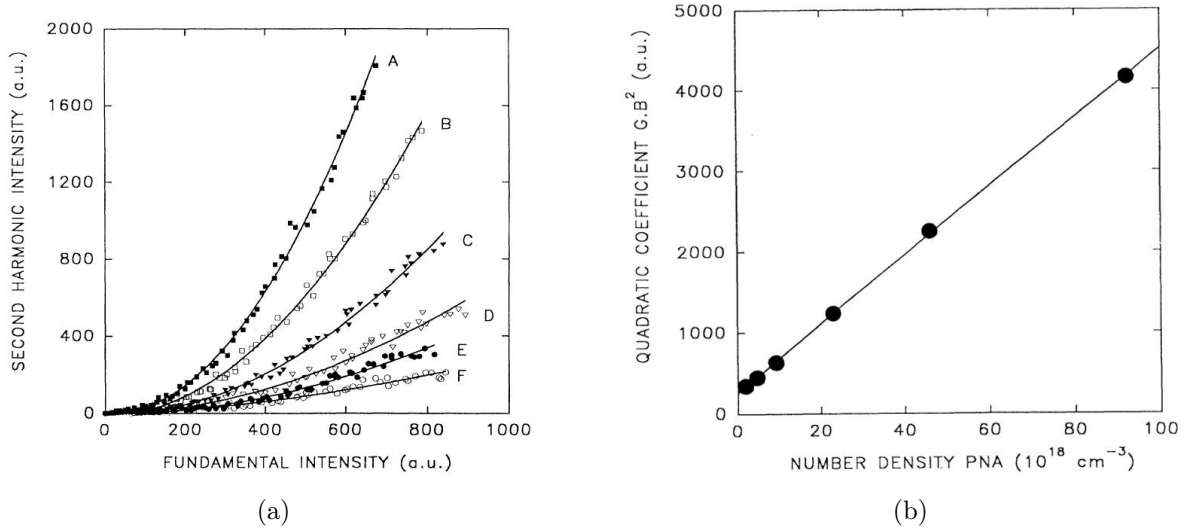 SECOND HARMONIC INTENSITY (a.u.)
2000
1600
1200
800
400
0
0 200 400 600 800 1000
A
B
C
D
E
F
FUNDAMENTAL INTENSITY (a.u.)
(a)
QUADRATIC COEFFICIENT G.B² (a.u.)
5000
4000
3000
2000
1000
0
0 20 40 60 80 100
NUMBER DENSITY PNA (10¹⁸ cm⁻³)
(b)